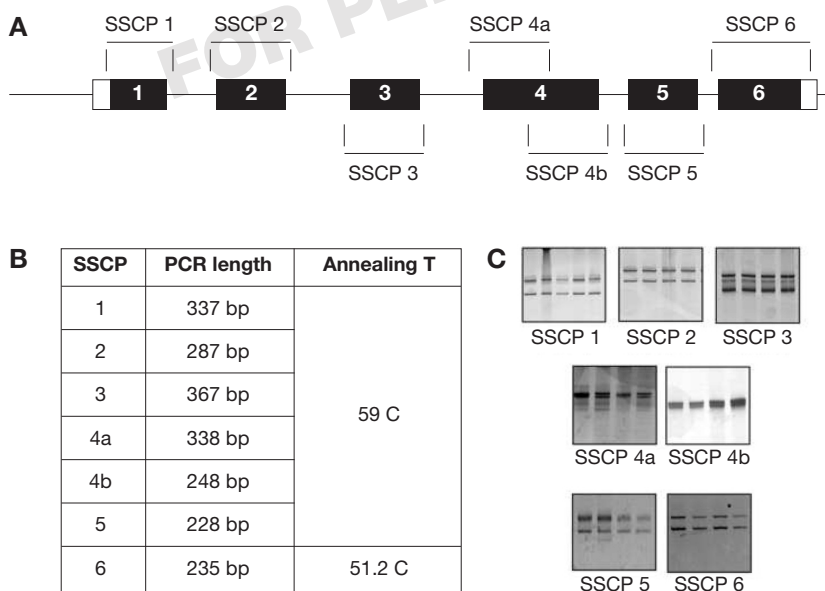 FOR PE
A
SSCP 1 SSCP 2 SSCP 4a SSCP 6
1 2 3 4 5 6
SSCP 3 SSCP 4b SSCP 5
B
SSCP PCR length Annealing T
1 337 bp
2 287 bp
3 367 bp
4a 338 bp
4b 248 bp
5 228 bp
59 C
6 235 bp 51.2 C
C
SSCP 1 SSCP 2 SSCP 3
SSCP 4a SSCP 4b
SSCP 5 SSCP 6